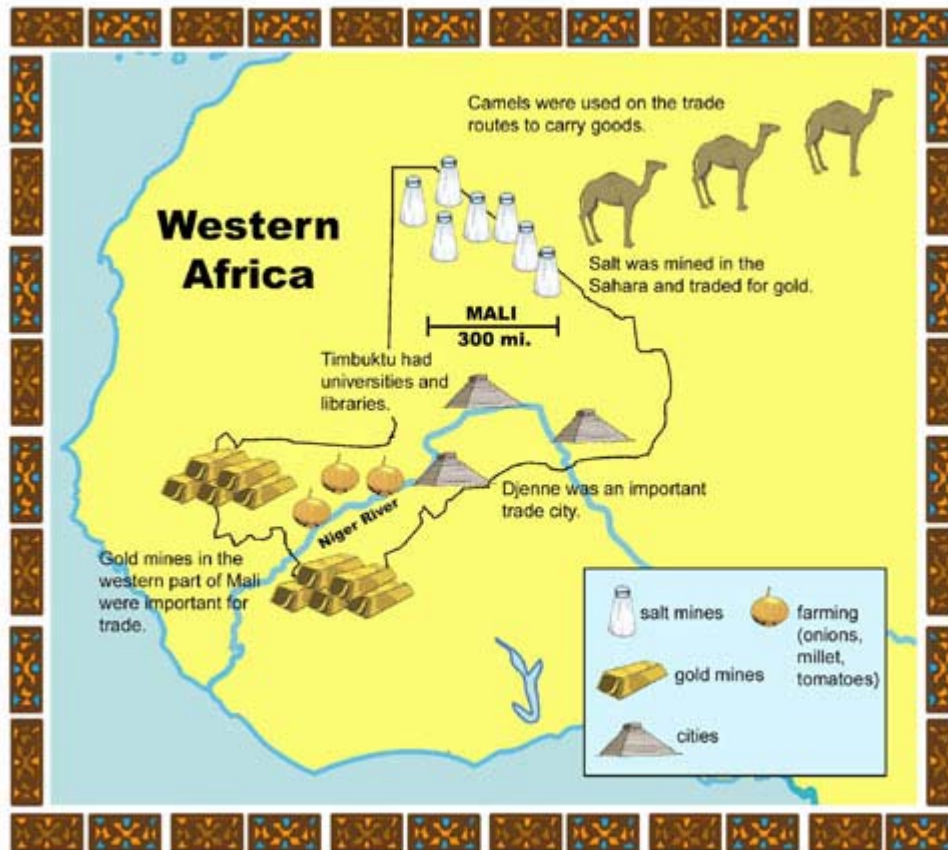 Camels were used on the trade
routes to carry goods.
Western
Africa
Salt was mined in the
Sahara and traded for gold.
MALI
300 mi.
Timbuktu had
universities and
libraries.
Djenne was an important
trade city.
Niger River
Gold mines in the
western part of Mali
were important for
trade.
salt mines
farming
(onions,
millet,
tomatoes)
gold mines
cities